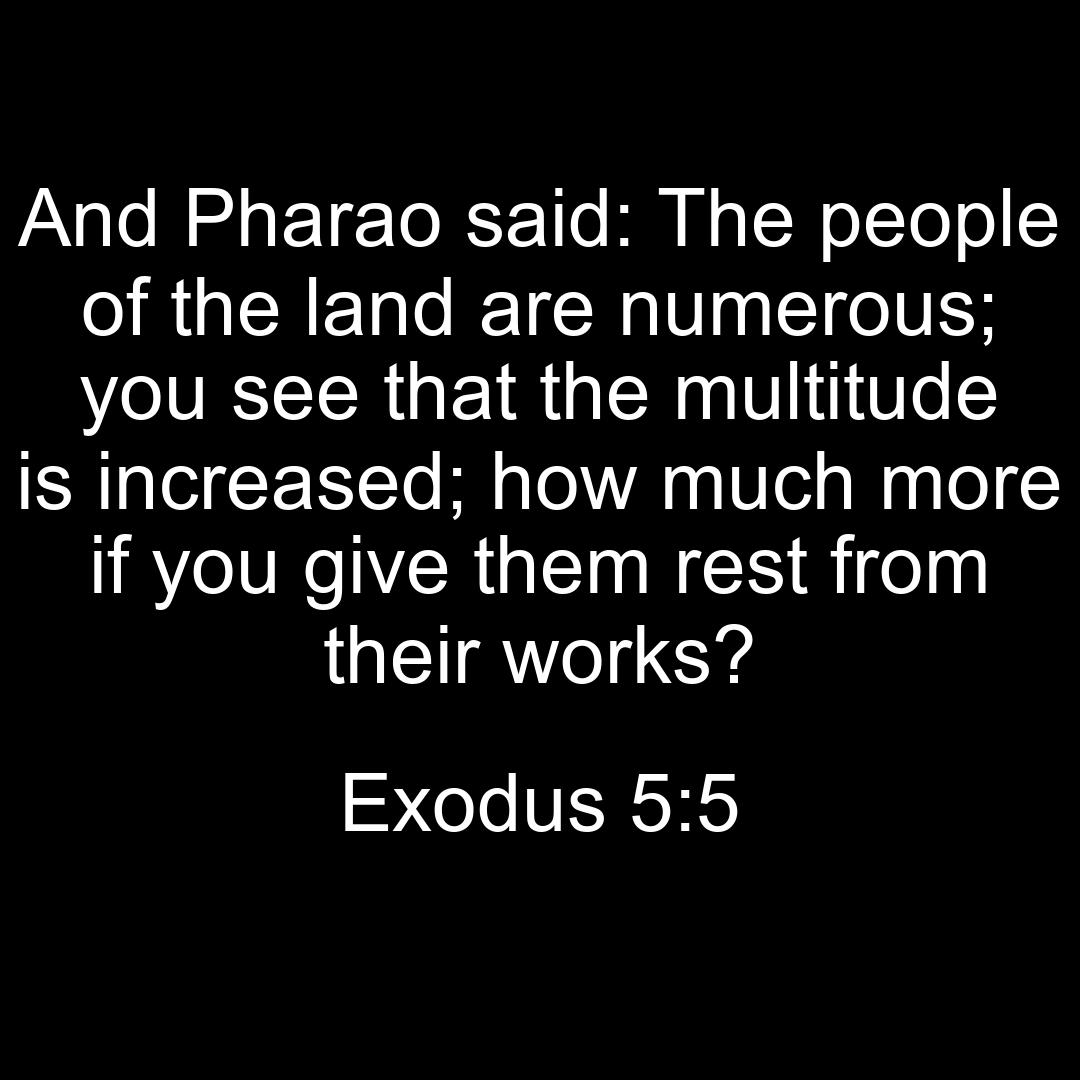 And Pharao said: The people
of the land are numerous;
you see that the multitude
is increased; how much more
if you give them rest from
their works?
Exodus 5:5